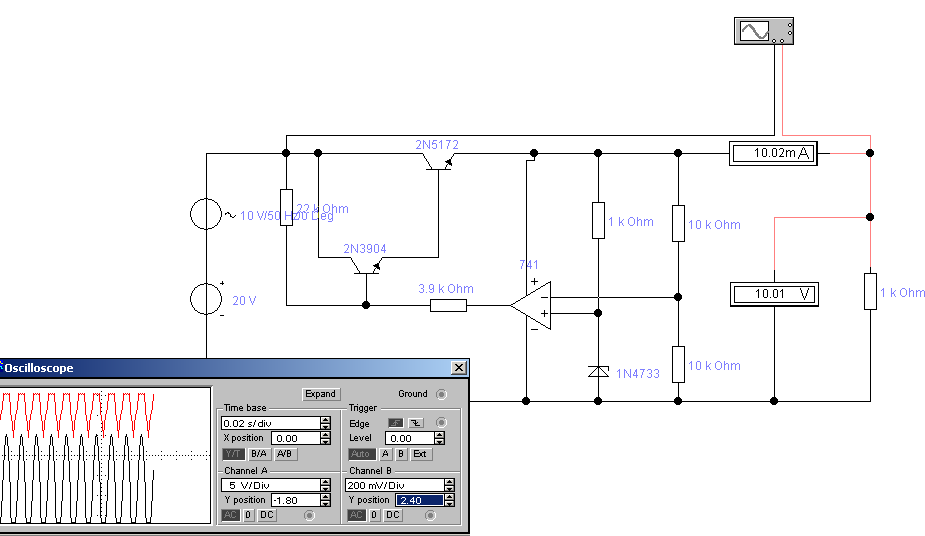 2N5172
10.02m A
10 V/50 Hz/0 Deg
22 k Ohm
1 k Ohm
10 k Ohm
2N3904
741
+
3.9 k Ohm
−
+
−
+
20 V
-
10.01 V
1 k Ohm
1N4733
10 k Ohm
Oscilloscope
Expand
Ground
Time base
0.02 s/div
X position 0.00
Y/T B/A A/B
Trigger
Edge
Level 0.00
Auto A B Ext
Channel A
5 V/Div
Y position -1.80
AC 0 DC
Channel B
200 mV/Div
Y position 2.40
AC 0 DC